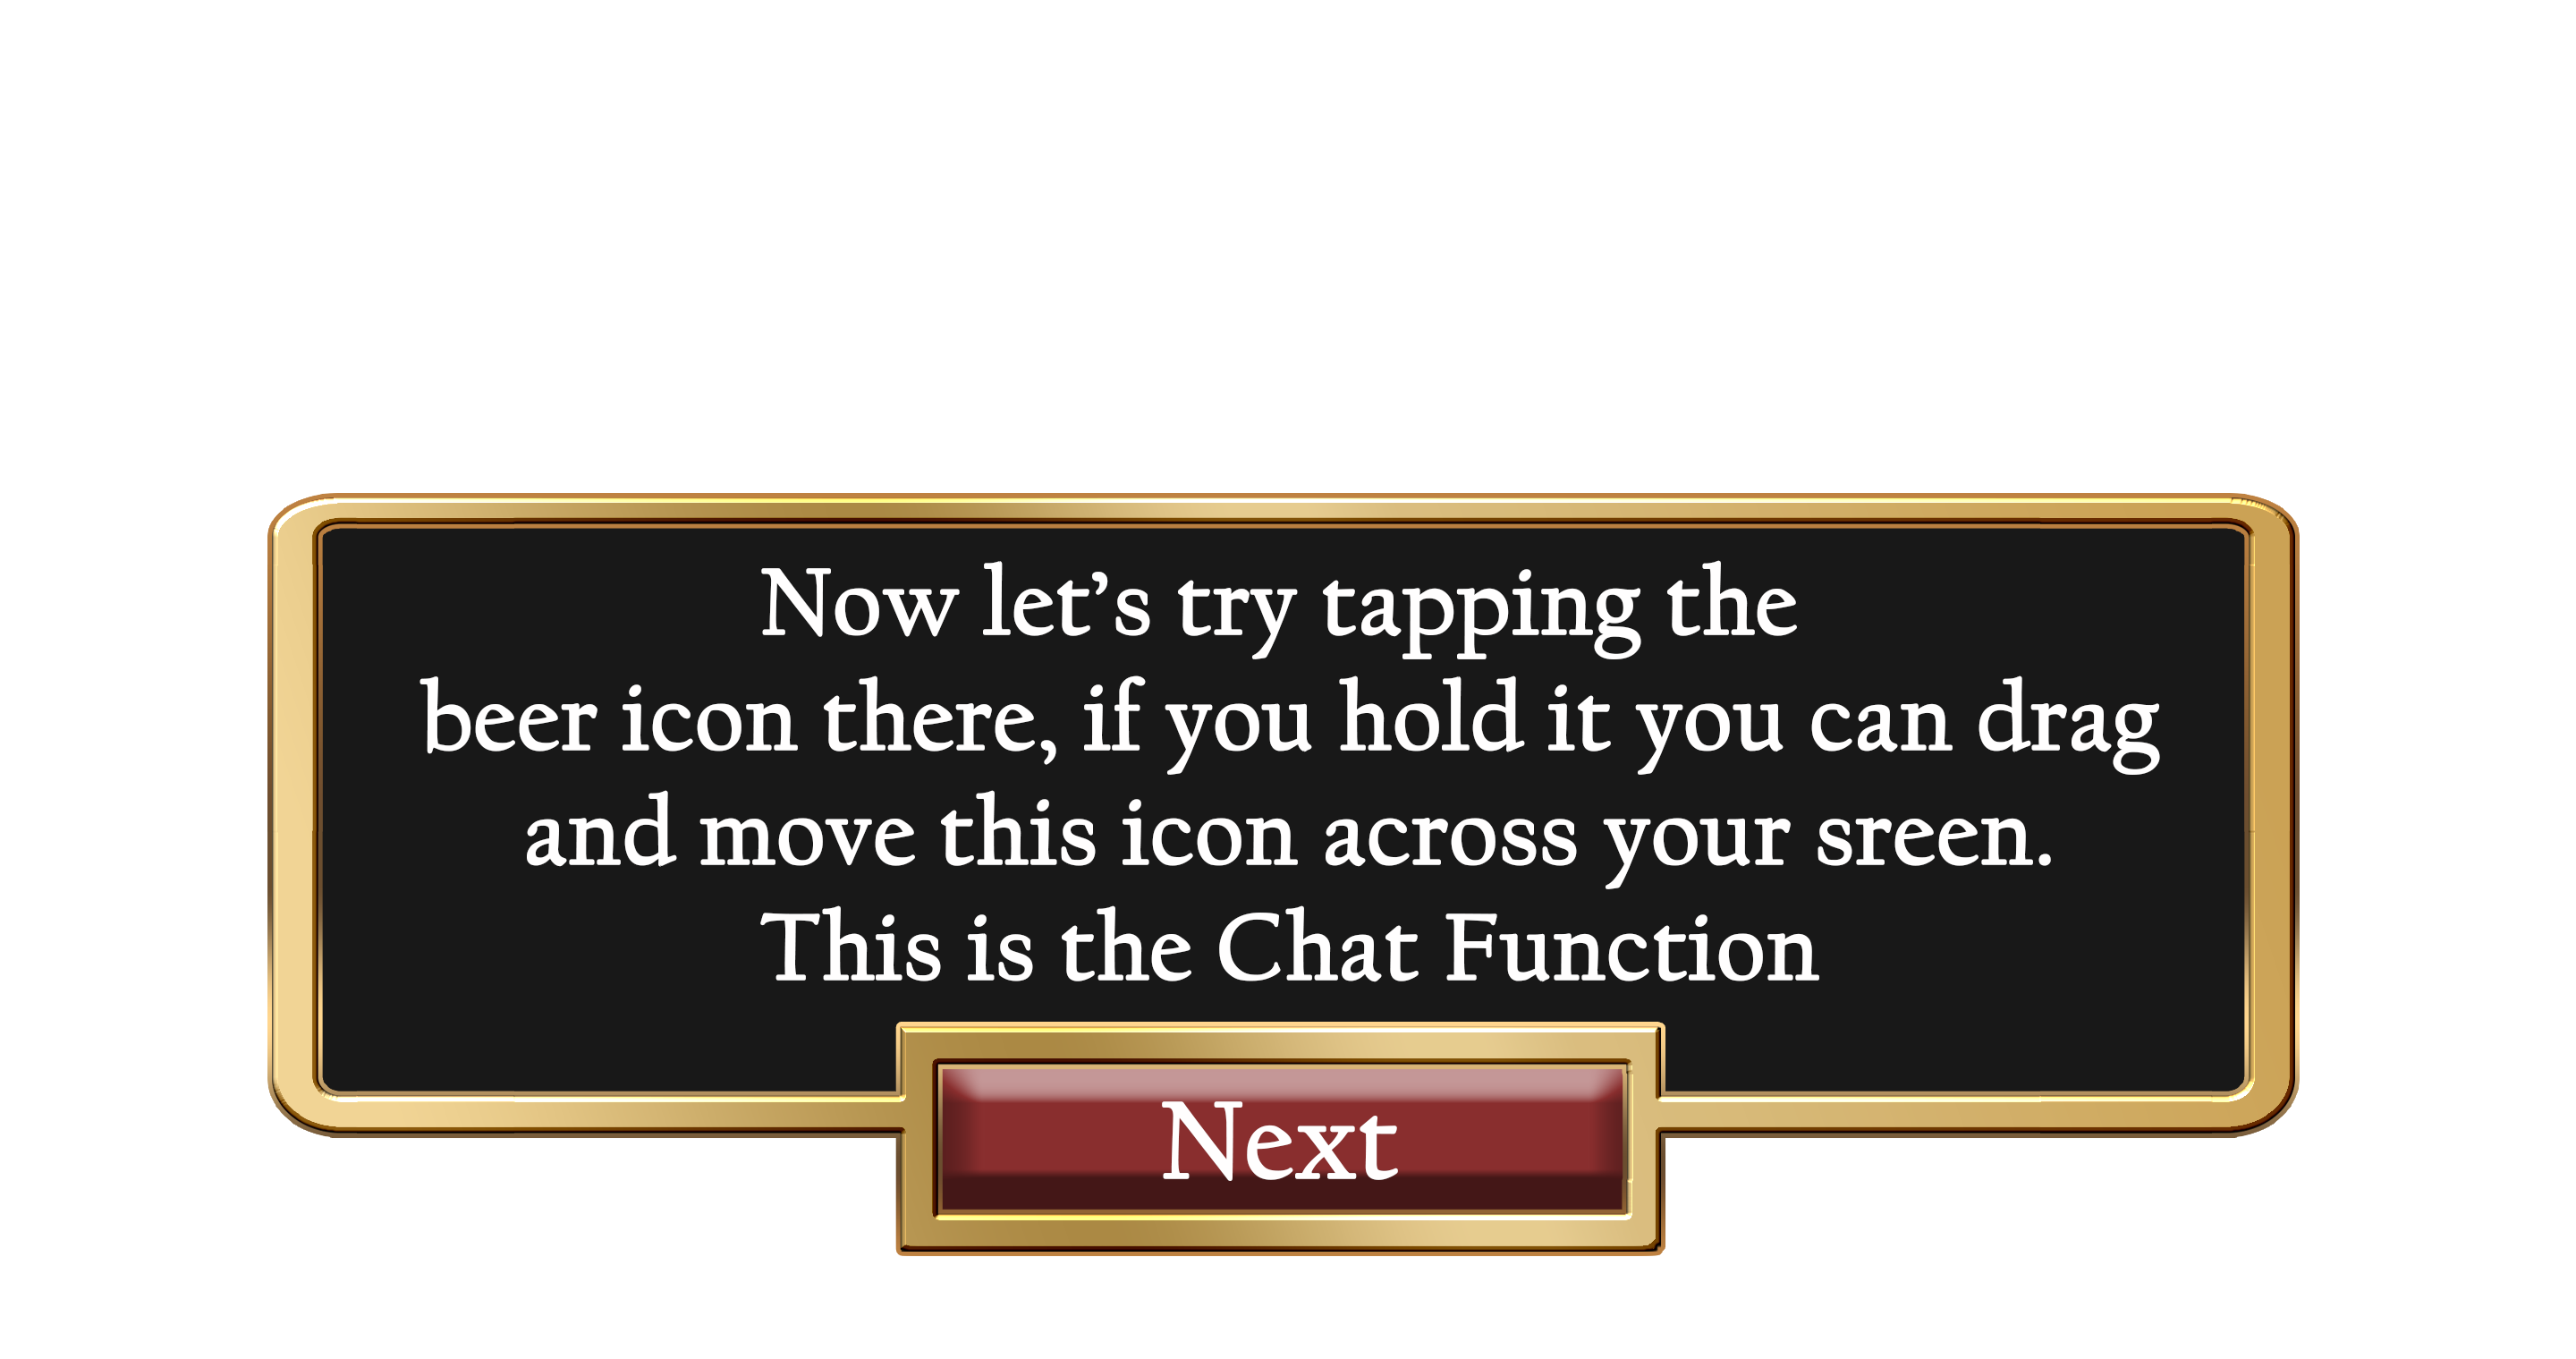 Now let’s try tapping the
beer icon there, if you hold it you can drag
and move this icon across your sreen.
This is the Chat Function
Next